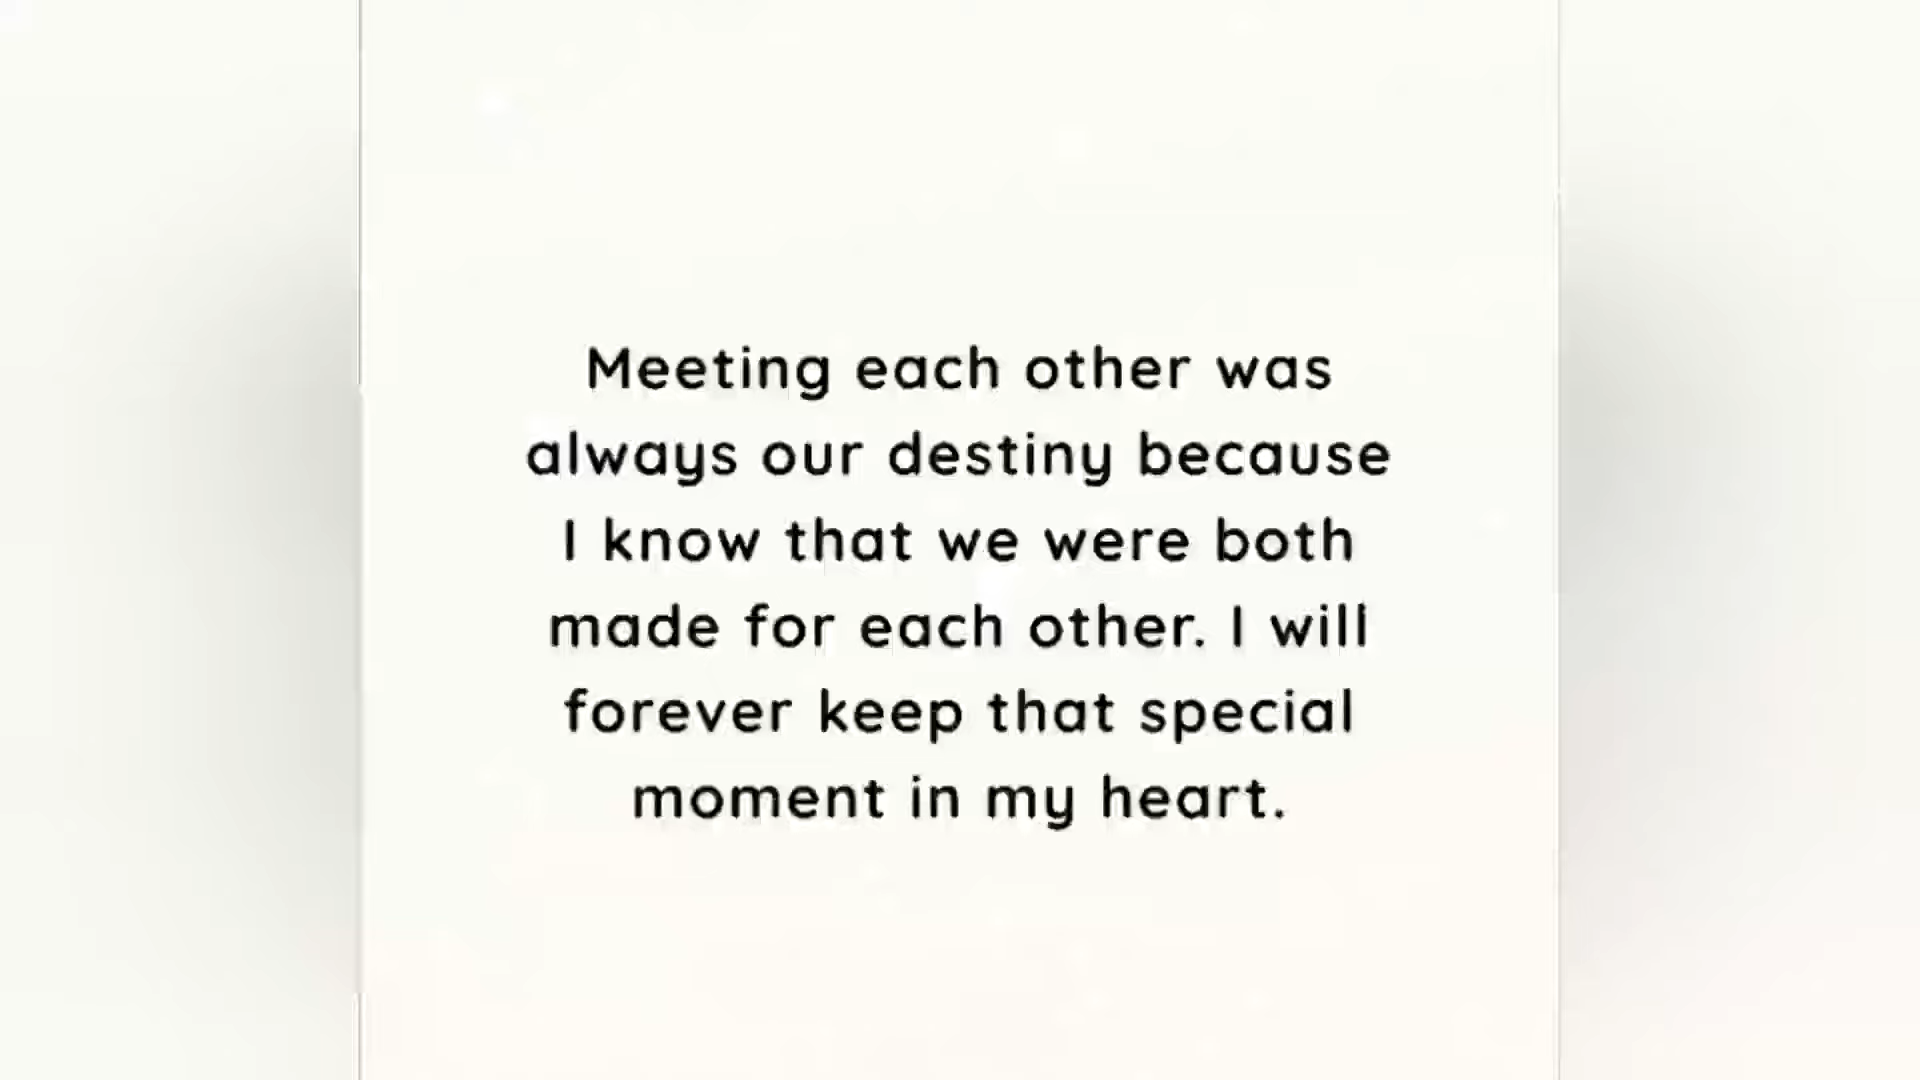 Meeting each other was
always our destiny because
I know that we were both
made for each other. I will
forever keep that special
moment in my heart.